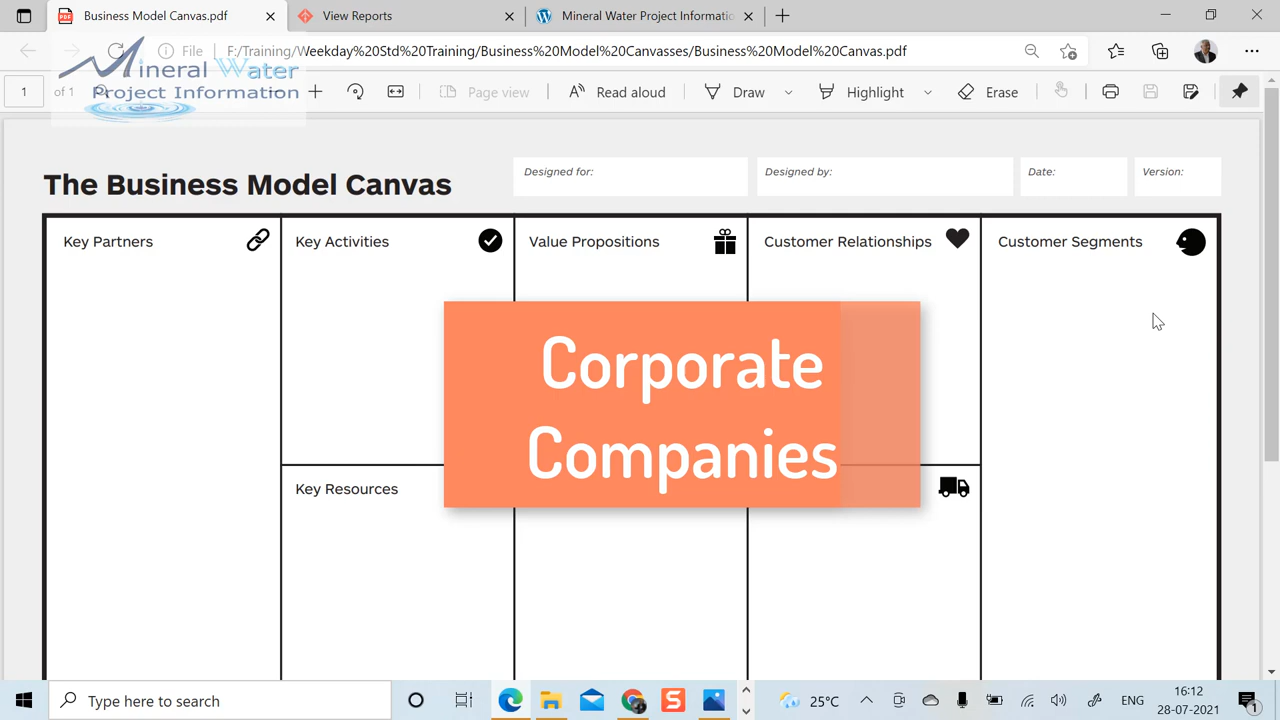 Business Model Canvas.pdf
View Reports
Mineral Water Project Informatio
File
F:/Training/Weekday%20Std%20Training/Business%20Model%20Canvasses/Business%20Model%20Canvas.pdf
Mineral Water
Project Information
1
of 1
Page view
Read aloud
Draw
Highlight
Erase
The Business Model Canvas
Designed for:
Designed by:
Date:
Version:
Key Partners
Key Activities
Value Propositions
Customer Relationships
Customer Segments
Corporate
Companies
Key Resources
Type here to search
25°C
ENG
16:12
28-07-2021
1